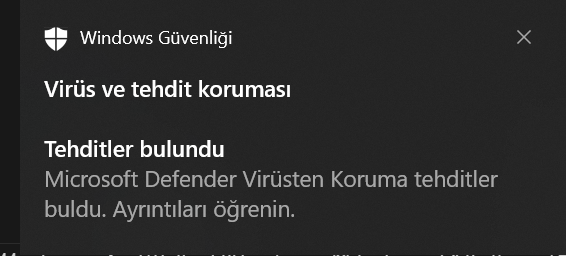 Windows Güvenliği
Virüs ve tehdit koruması
Tehditler bulundu
Microsoft Defender Virüsten Koruma tehditler
buldu. Ayrıntıları öğrenin.